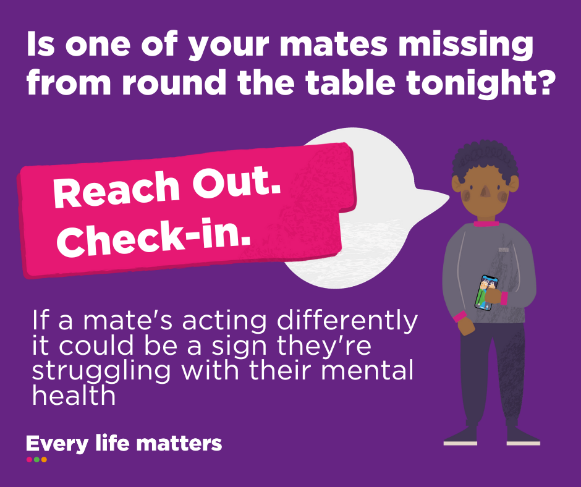 Is one of your mates missing
from round the table tonight?
Reach Out.
Check-in.
If a mate's acting differently
it could be a sign they're
struggling with their mental
health
Every life matters